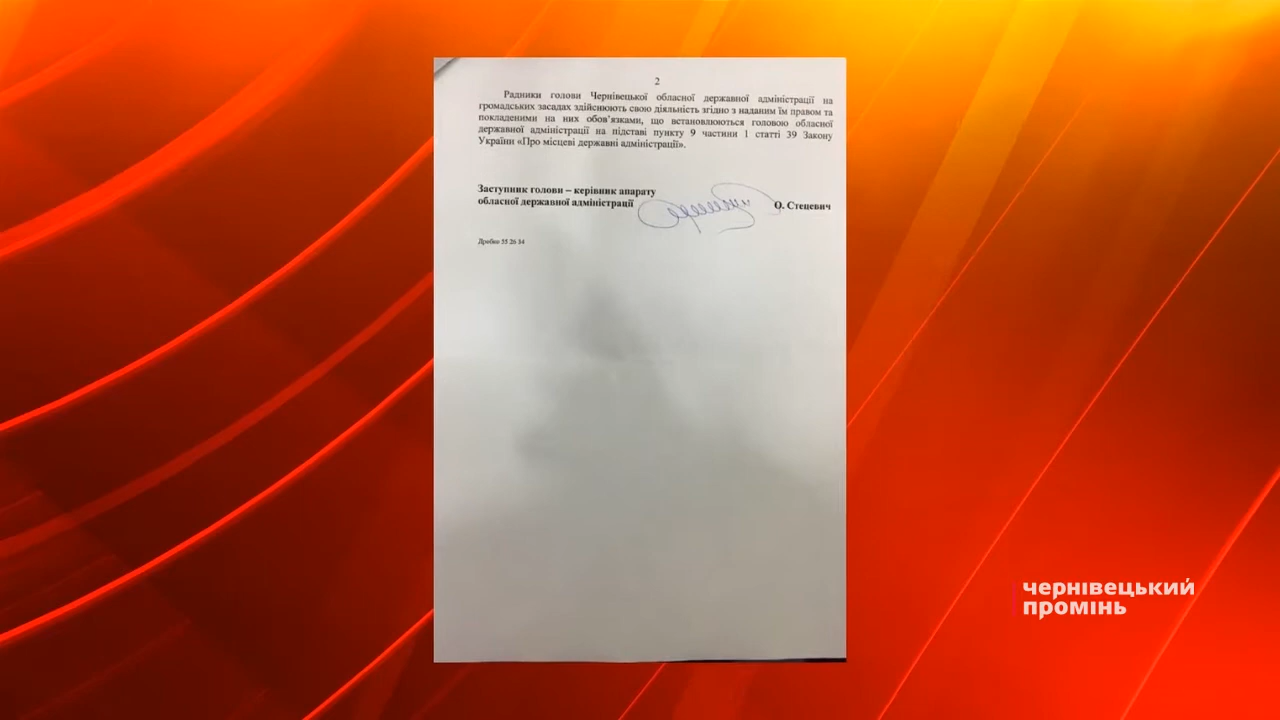 2
Радники голови Чернівецької обласної державної адміністрації на
громадських засадах здійснюють свою діяльність згідно з наданим їм правом та
покладеними на них обов'язками, що встановлюються головою обласної
державної адміністрації на підставі пункту 9 частини 1 статті 39 Закону
України «Про місцеві державні адміністрації».
Заступник голови – керівник апарату
обласної державної адміністрації
О. Стецевич
Дробко 55 26 34
чернівецький
промінь